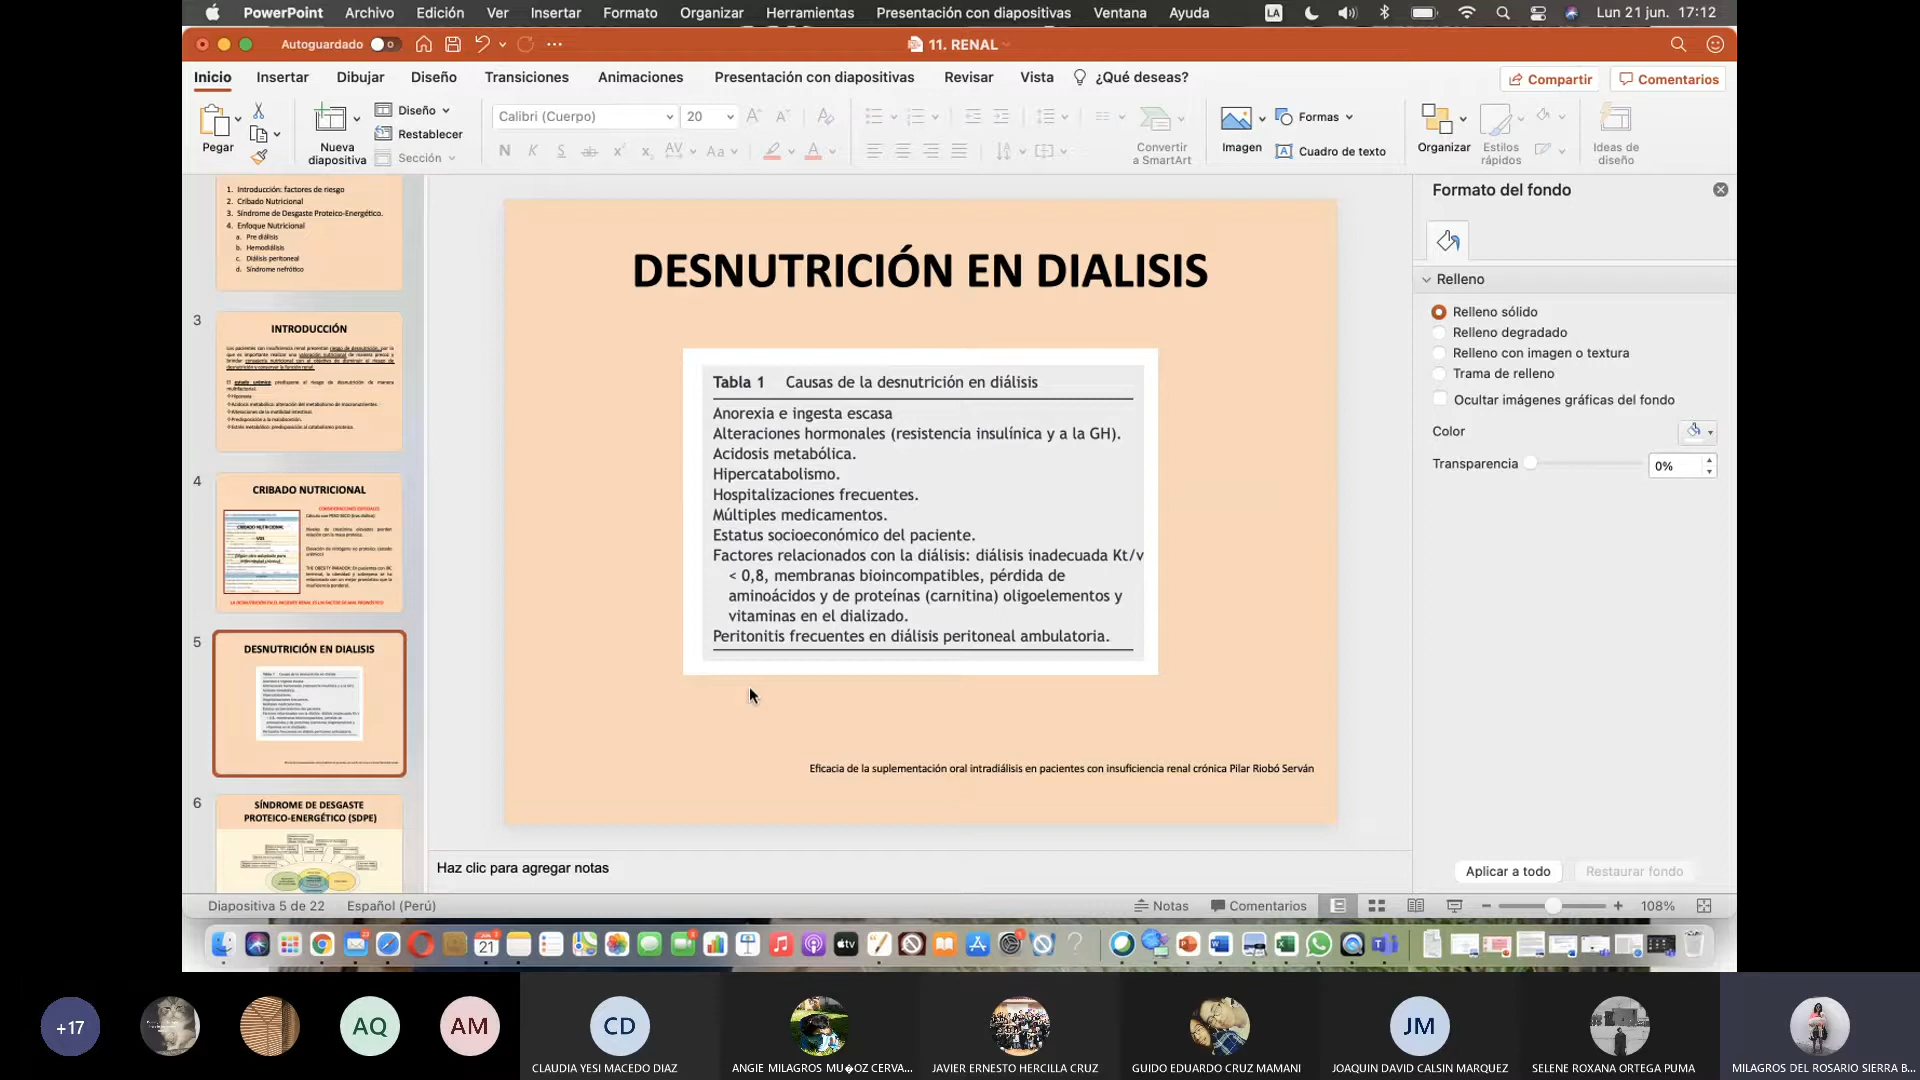 PowerPoint Archivo Edición Ver Insertar Formato Organizar Herramientas Presentación con diapositivas Ventana Ayuda LA Lun 21 jun. 17:12
Autoguardado 11. RENAL
Inicio Insertar Dibujar Diseño Transiciones Animaciones Presentación con diapositivas Revisar Vista ¿Qué deseas? Compartir Comentarios
Pegar
Nueva
diapositiva
Diseño
Restablecer
Sección
Calibri (Cuerpo) 20
Convertir
a SmartArt
Imagen
Formas
Cuadro de texto
Organizar
Estilos
rápidos
Ideas de
diseño
1. Introducción: factores de riesgo
2. Cribado Nutricional
3. Síndrome de Desgaste Proteico-Energético.
4. Enfoque Nutricional
a. Pre diálisis
b. Hemodiálisis
c. Diálisis peritoneal
d. Síndrome nefrótico
3
INTRODUCCIÓN
4
CRIBADO NUTRICIONAL
CONSIDERACIONES ESPECIALES
5
DESNUTRICIÓN EN DIALISIS
6
SÍNDROME DE DESGASTE
PROTEICO-ENERGÉTICO (SDPE)
DESNUTRICIÓN EN DIALISIS
Tabla 1 Causas de la desnutrición en diálisis
Anorexia e ingesta escasa
Alteraciones hormonales (resistencia insulínica y a la GH).
Acidosis metabólica.
Hipercatabolismo.
Hospitalizaciones frecuentes.
Múltiples medicamentos.
Estatus socioeconómico del paciente.
Factores relacionados con la diálisis: diálisis inadecuada Kt/v
< 0,8, membranas bioincompatibles, pérdida de
aminoácidos y de proteínas (carnitina) oligoelementos y
vitaminas en el dializado.
Peritonitis frecuentes en diálisis peritoneal ambulatoria.
Eficacia de la suplementación oral intradiálisis en pacientes con insuficiencia renal crónica Pilar Riobó Serván
Formato del fondo
Relleno
Relleno sólido
Relleno degradado
Relleno con imagen o textura
Trama de relleno
Ocultar imágenes gráficas del fondo
Color
Transparencia 0%
Aplicar a todo Restaurar fondo
Haz clic para agregar notas
Diapositiva 5 de 22 Español (Perú) Notas Comentarios 108%
+17 AQ AM CD JM
CLAUDIA YESI MACEDO DIAZ
ANGIE MILAGROS MU�OZ CERVA...
JAVIER ERNESTO HERCILLA CRUZ
GUIDO EDUARDO CRUZ MAMANI
JOAQUIN DAVID CALSIN MARQUEZ
SELENE ROXANA ORTEGA PUMA
MILAGROS DEL ROSARIO SIERRA B...